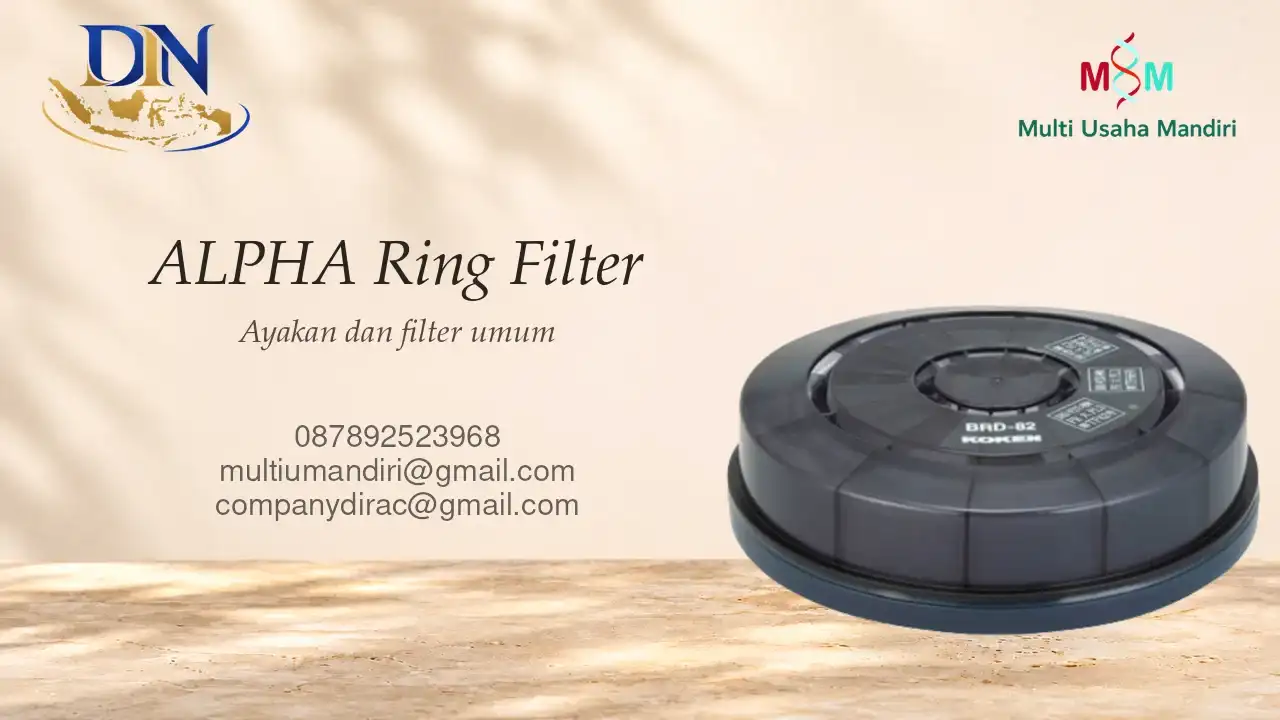 DN
M M
Multi Usaha Mandiri
ALPHA Ring Filter
Ayakan dan filter umum
087892523968
multiumandiri@gmail.com
companydirac@gmail.com
BRD-82
KOKEN